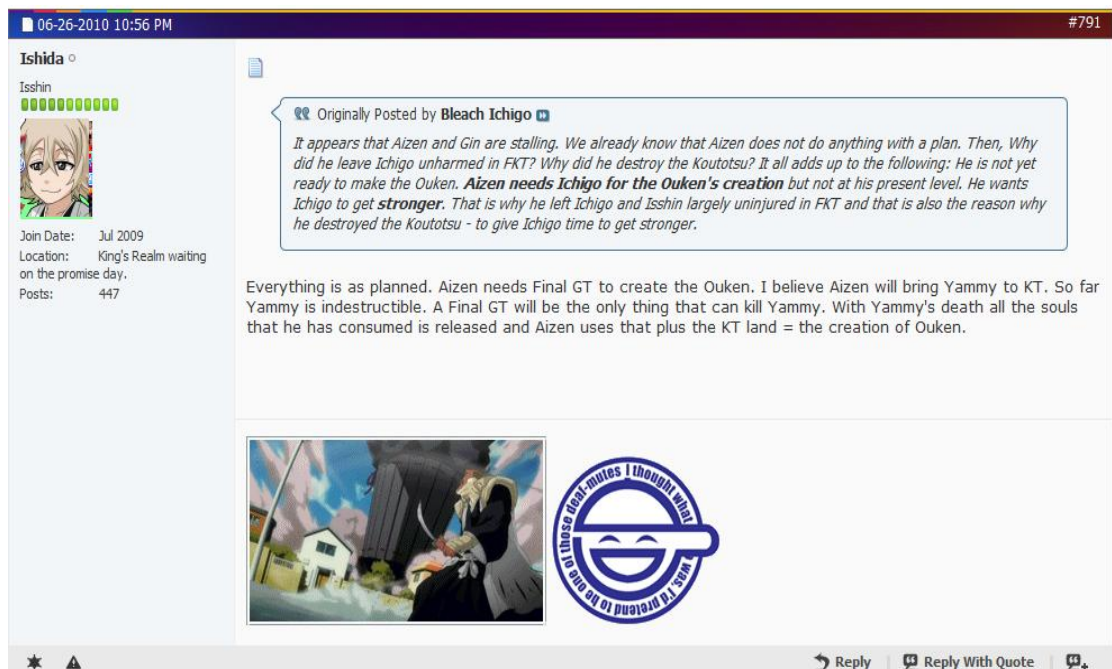 06-26-2010 10:56 PM
#791
Ishida
Isshin
Join Date: Jul 2009
Location: King's Realm waiting
on the promise day.
Posts: 447
Originally Posted by Bleach Ichigo
It appears that Aizen and Gin are stalling. We already know that Aizen does not do anything with a plan. Then, Why
did he leave Ichigo unharmed in FKT? Why did he destroy the Koutotsu? It all adds up to the following: He is not yet
ready to make the Ouken. Aizen needs Ichigo for the Ouken's creation but not at his present level. He wants
Ichigo to get stronger. That is why he left Ichigo and Isshin largely uninjured in FKT and that is also the reason why
he destroyed the Koutotsu - to give Ichigo time to get stronger.
Everything is as planned. Aizen needs Final GT to create the Ouken. I believe Aizen will bring Yammy to KT. So far
Yammy is indestructible. A Final GT will be the only thing that can kill Yammy. With Yammy's death all the souls
that he has consumed is released and Aizen uses that plus the KT land = the creation of Ouken.
I thought what I was, I'd pretend to be one of those deaf-mutes
Reply
Reply With Quote